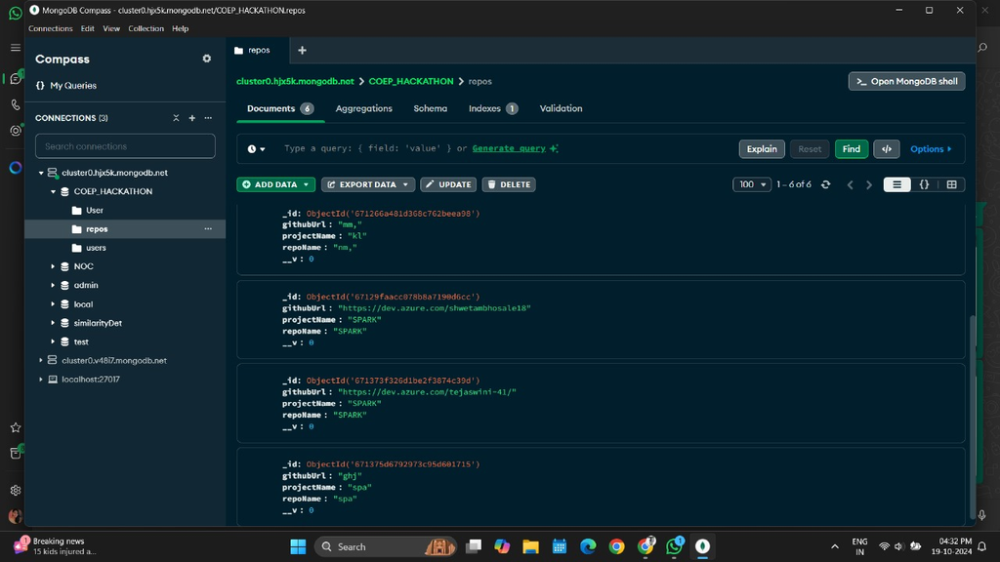 MongoDB Compass - cluster0.hjx5k.mongodb.net/COEP_HACKATHON.repos
Connections Edit View Collection Help
Compass
{} My Queries
CONNECTIONS (3)
Search connections
cluster0.hjx5k.mongodb.net
COEP_HACKATHON
User
repos
users
NOC
admin
local
similarityDet
test
cluster0.v48i7.mongodb.net
localhost:27017
repos
cluster0.hjx5k.mongodb.net > COEP_HACKATHON > repos
>_ Open MongoDB shell
Documents 6 Aggregations Schema Indexes 1 Validation
Type a query: { field: 'value' } or Generate query
Explain Reset Find </> Options
ADD DATA EXPORT DATA UPDATE DELETE
100 1 – 6 of 6 {}
_id: ObjectId('671266a481d368c762beea98')
githubUrl : "mm,"
projectName : "kl"
repoName : "nm,"
__v : 0
_id: ObjectId('67129faacc078b8a7190d6cc')
githubUrl : "https://dev.azure.com/shwetambhosale18"
projectName : "SPARK"
repoName : "SPARK"
__v : 0
_id: ObjectId('671373f326d1be2f3874c39d')
githubUrl : "https://dev.azure.com/tejaswini-41/"
projectName : "SPARK"
repoName : "SPARK"
__v : 0
_id: ObjectId('671375d6792973c95d601715')
githubUrl : "ghj"
projectName : "spa"
repoName : "spa"
__v : 0
Breaking news
15 kids injured a...
Search
ENG
IN
04:32 PM
19-10-2024